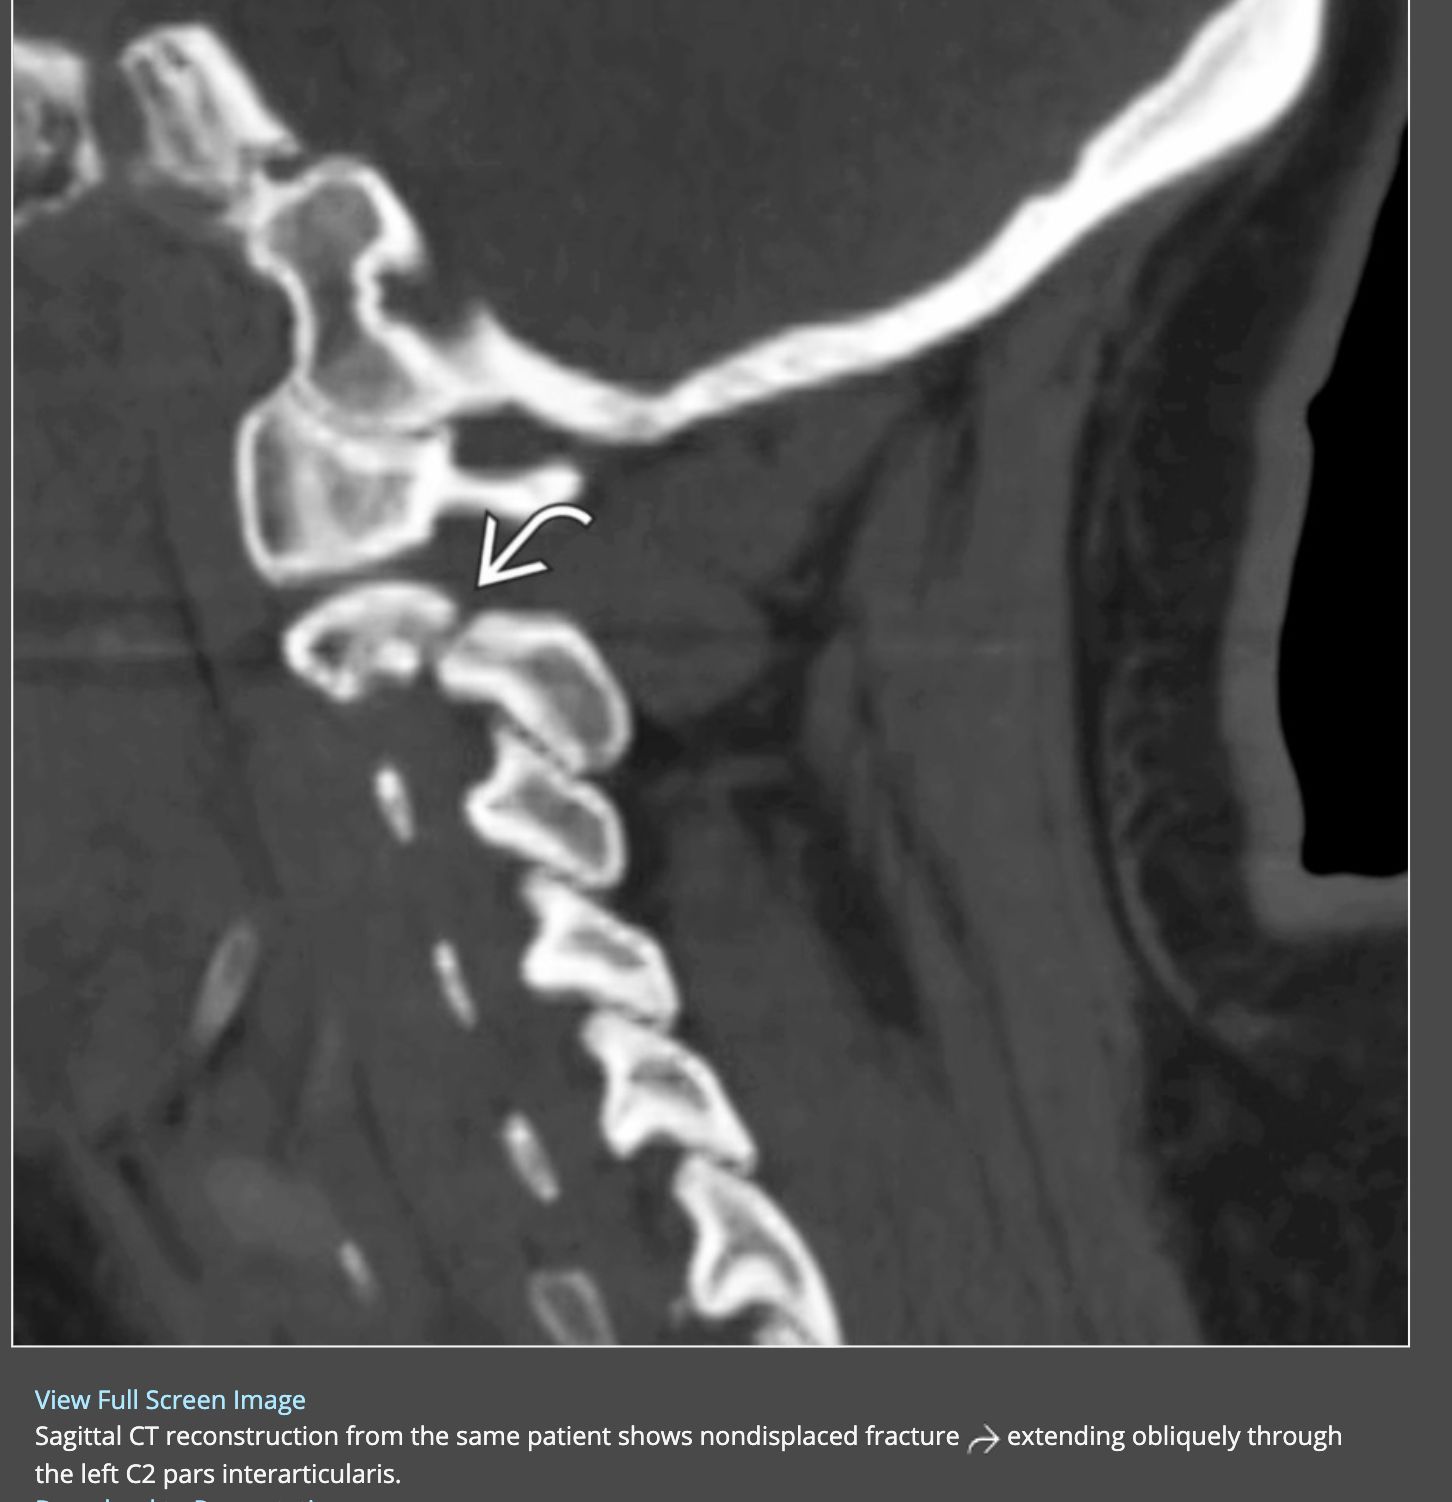 View Full Screen Image
Sagittal CT reconstruction from the same patient shows nondisplaced fracture extending obliquely through
the left C2 pars interarticularis.